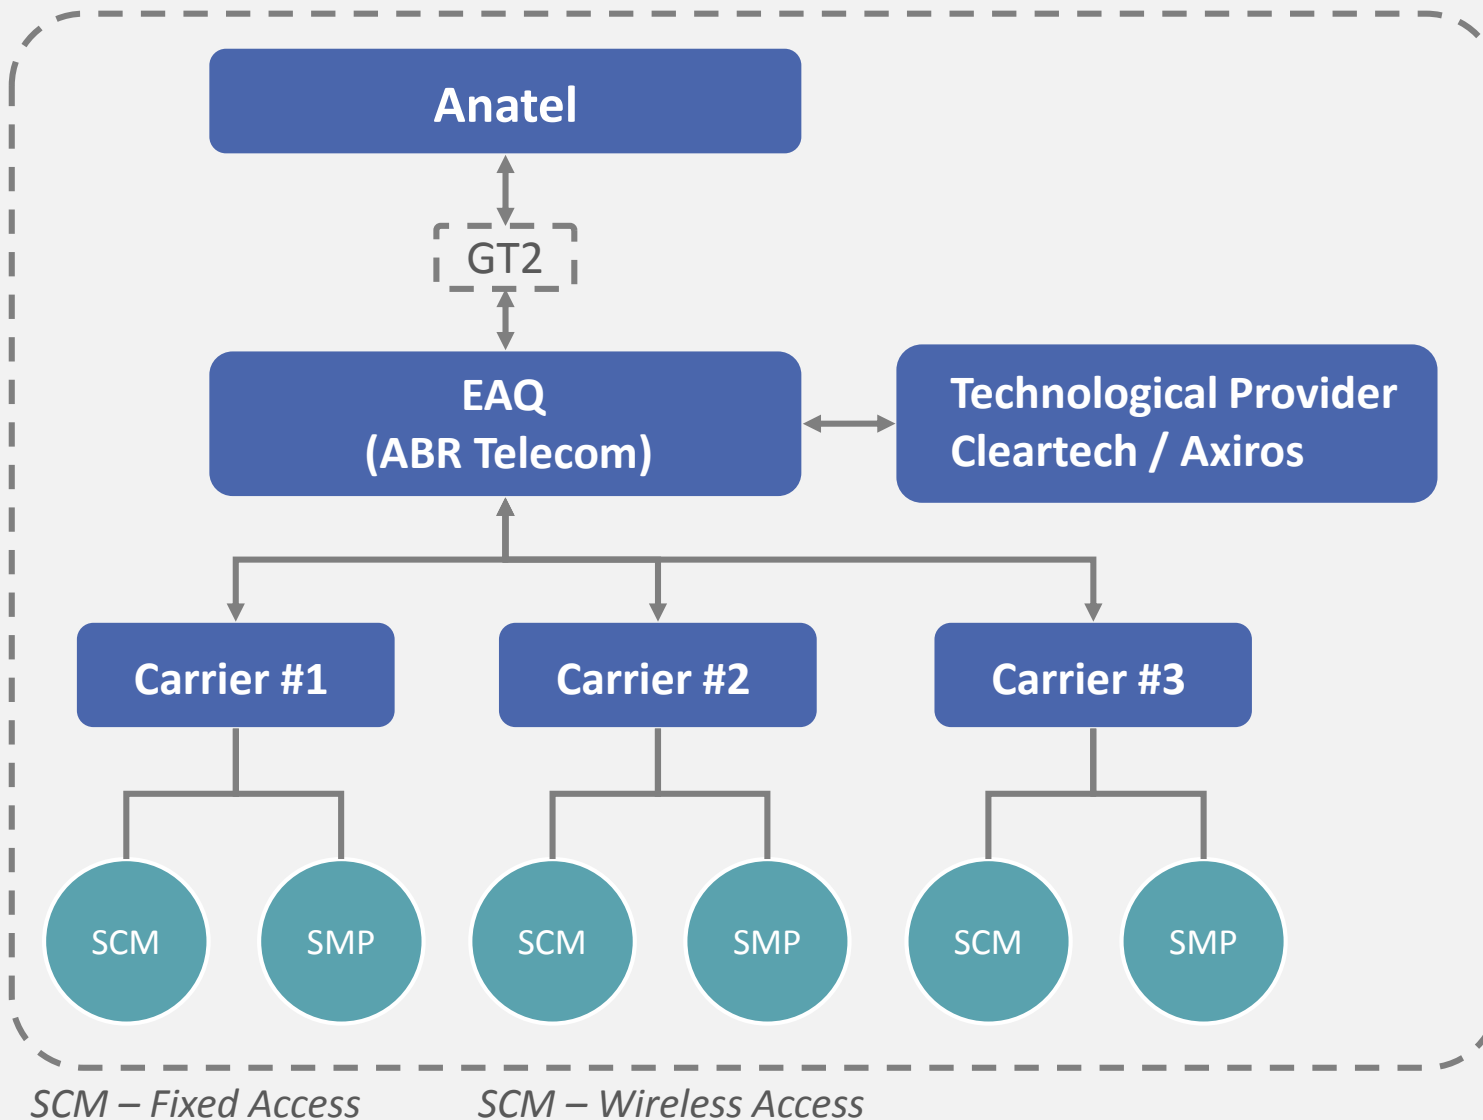 Anatel
GT2
EAQ
(ABR Telecom)
Technological Provider
Cleartech / Axiros
Carrier #1
Carrier #2
Carrier #3
SCM
SMP
SCM
SMP
SCM
SMP
SCM – Fixed Access
SCM – Wireless Access